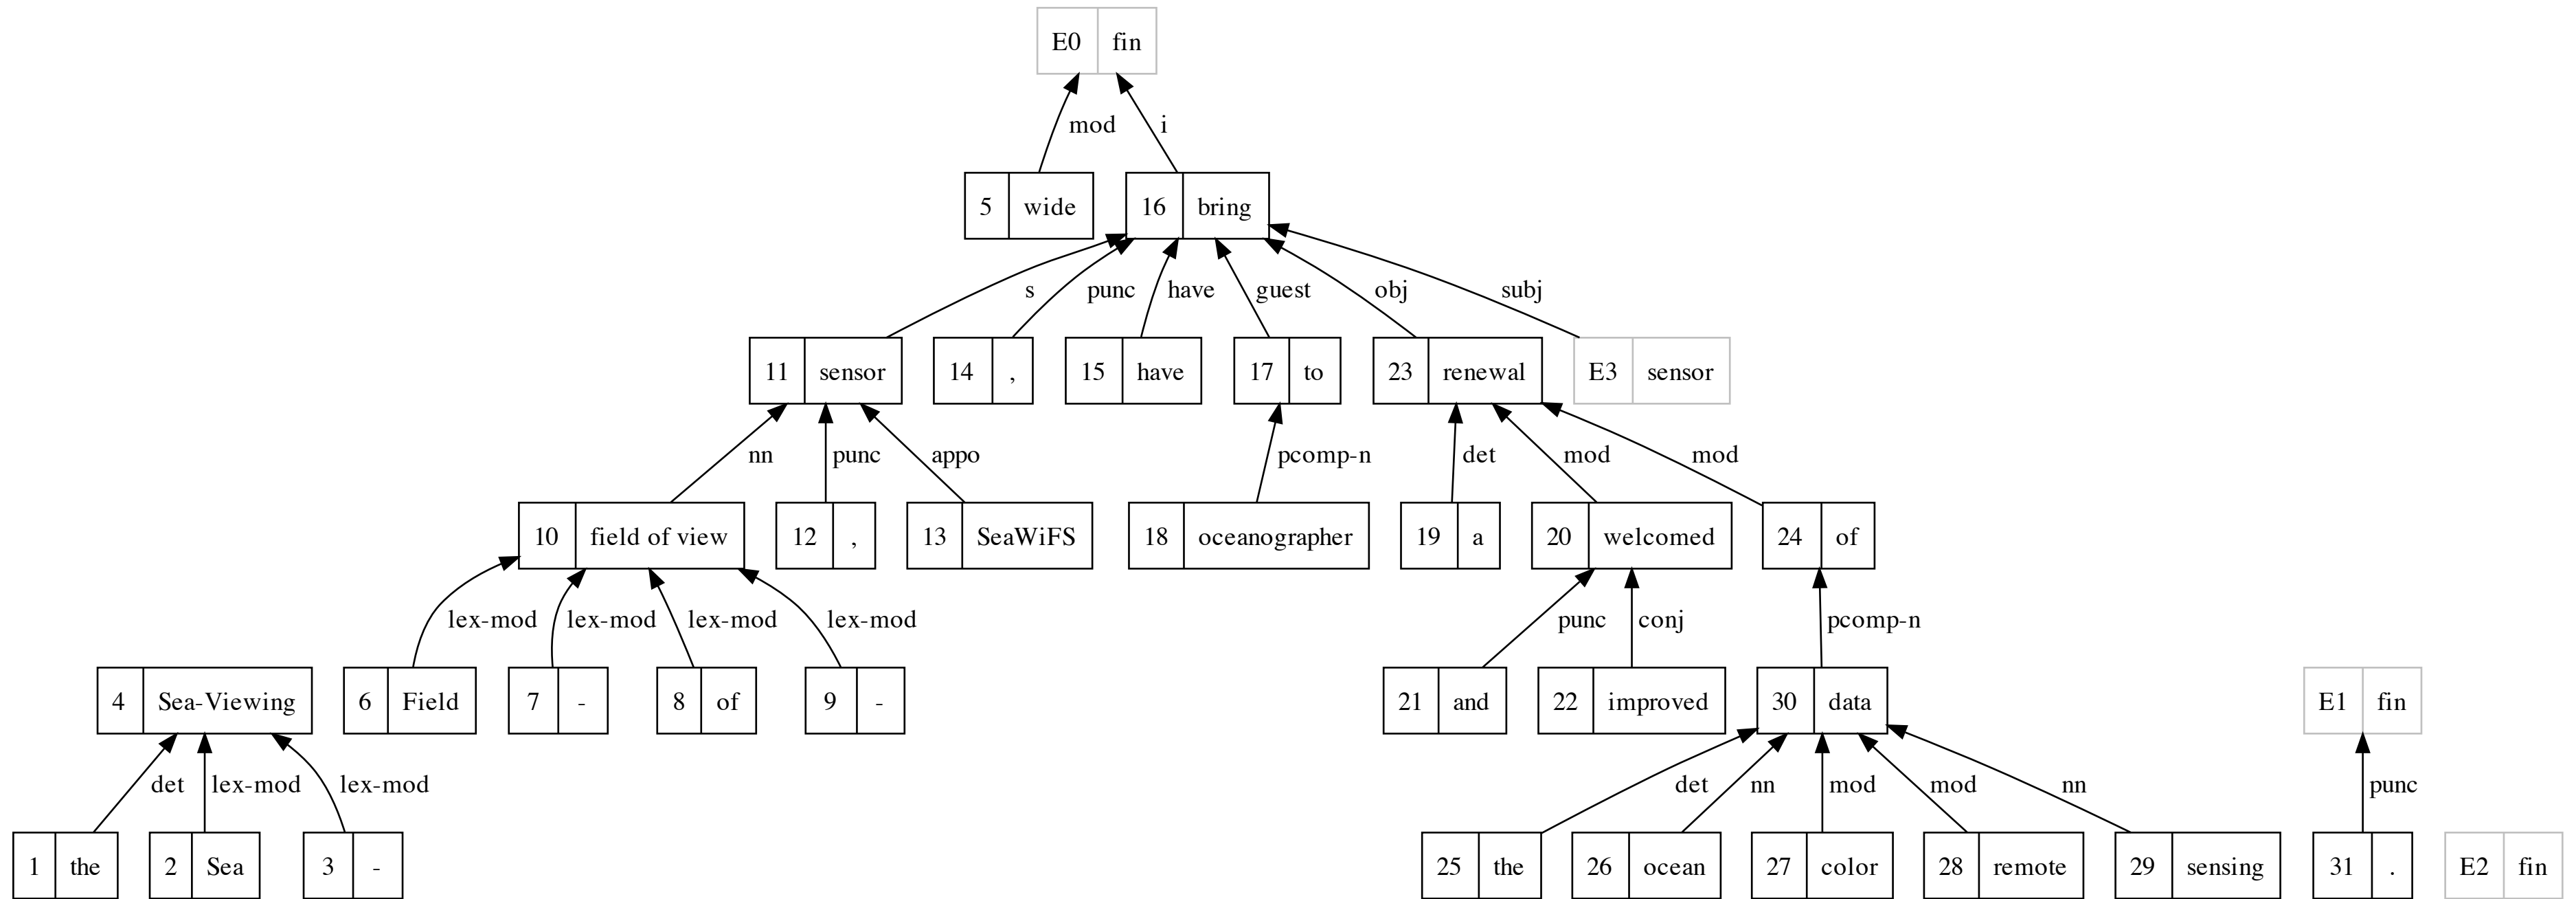 E0 fin
mod i
5 wide 16 bring
s punc have guest obj subj
11 sensor 14 , 15 have 17 to 23 renewal E3 sensor
nn punc appo pcomp-n det mod mod
10 field of view 12 , 13 SeaWiFS 18 oceanographer 19 a 20 welcomed 24 of
lex-mod lex-mod lex-mod lex-mod punc conj pcomp-n
4 Sea-Viewing 6 Field 7 - 8 of 9 - 21 and 22 improved 30 data E1 fin
det lex-mod lex-mod det nn mod mod nn punc
1 the 2 Sea 3 - 25 the 26 ocean 27 color 28 remote 29 sensing 31 . E2 fin